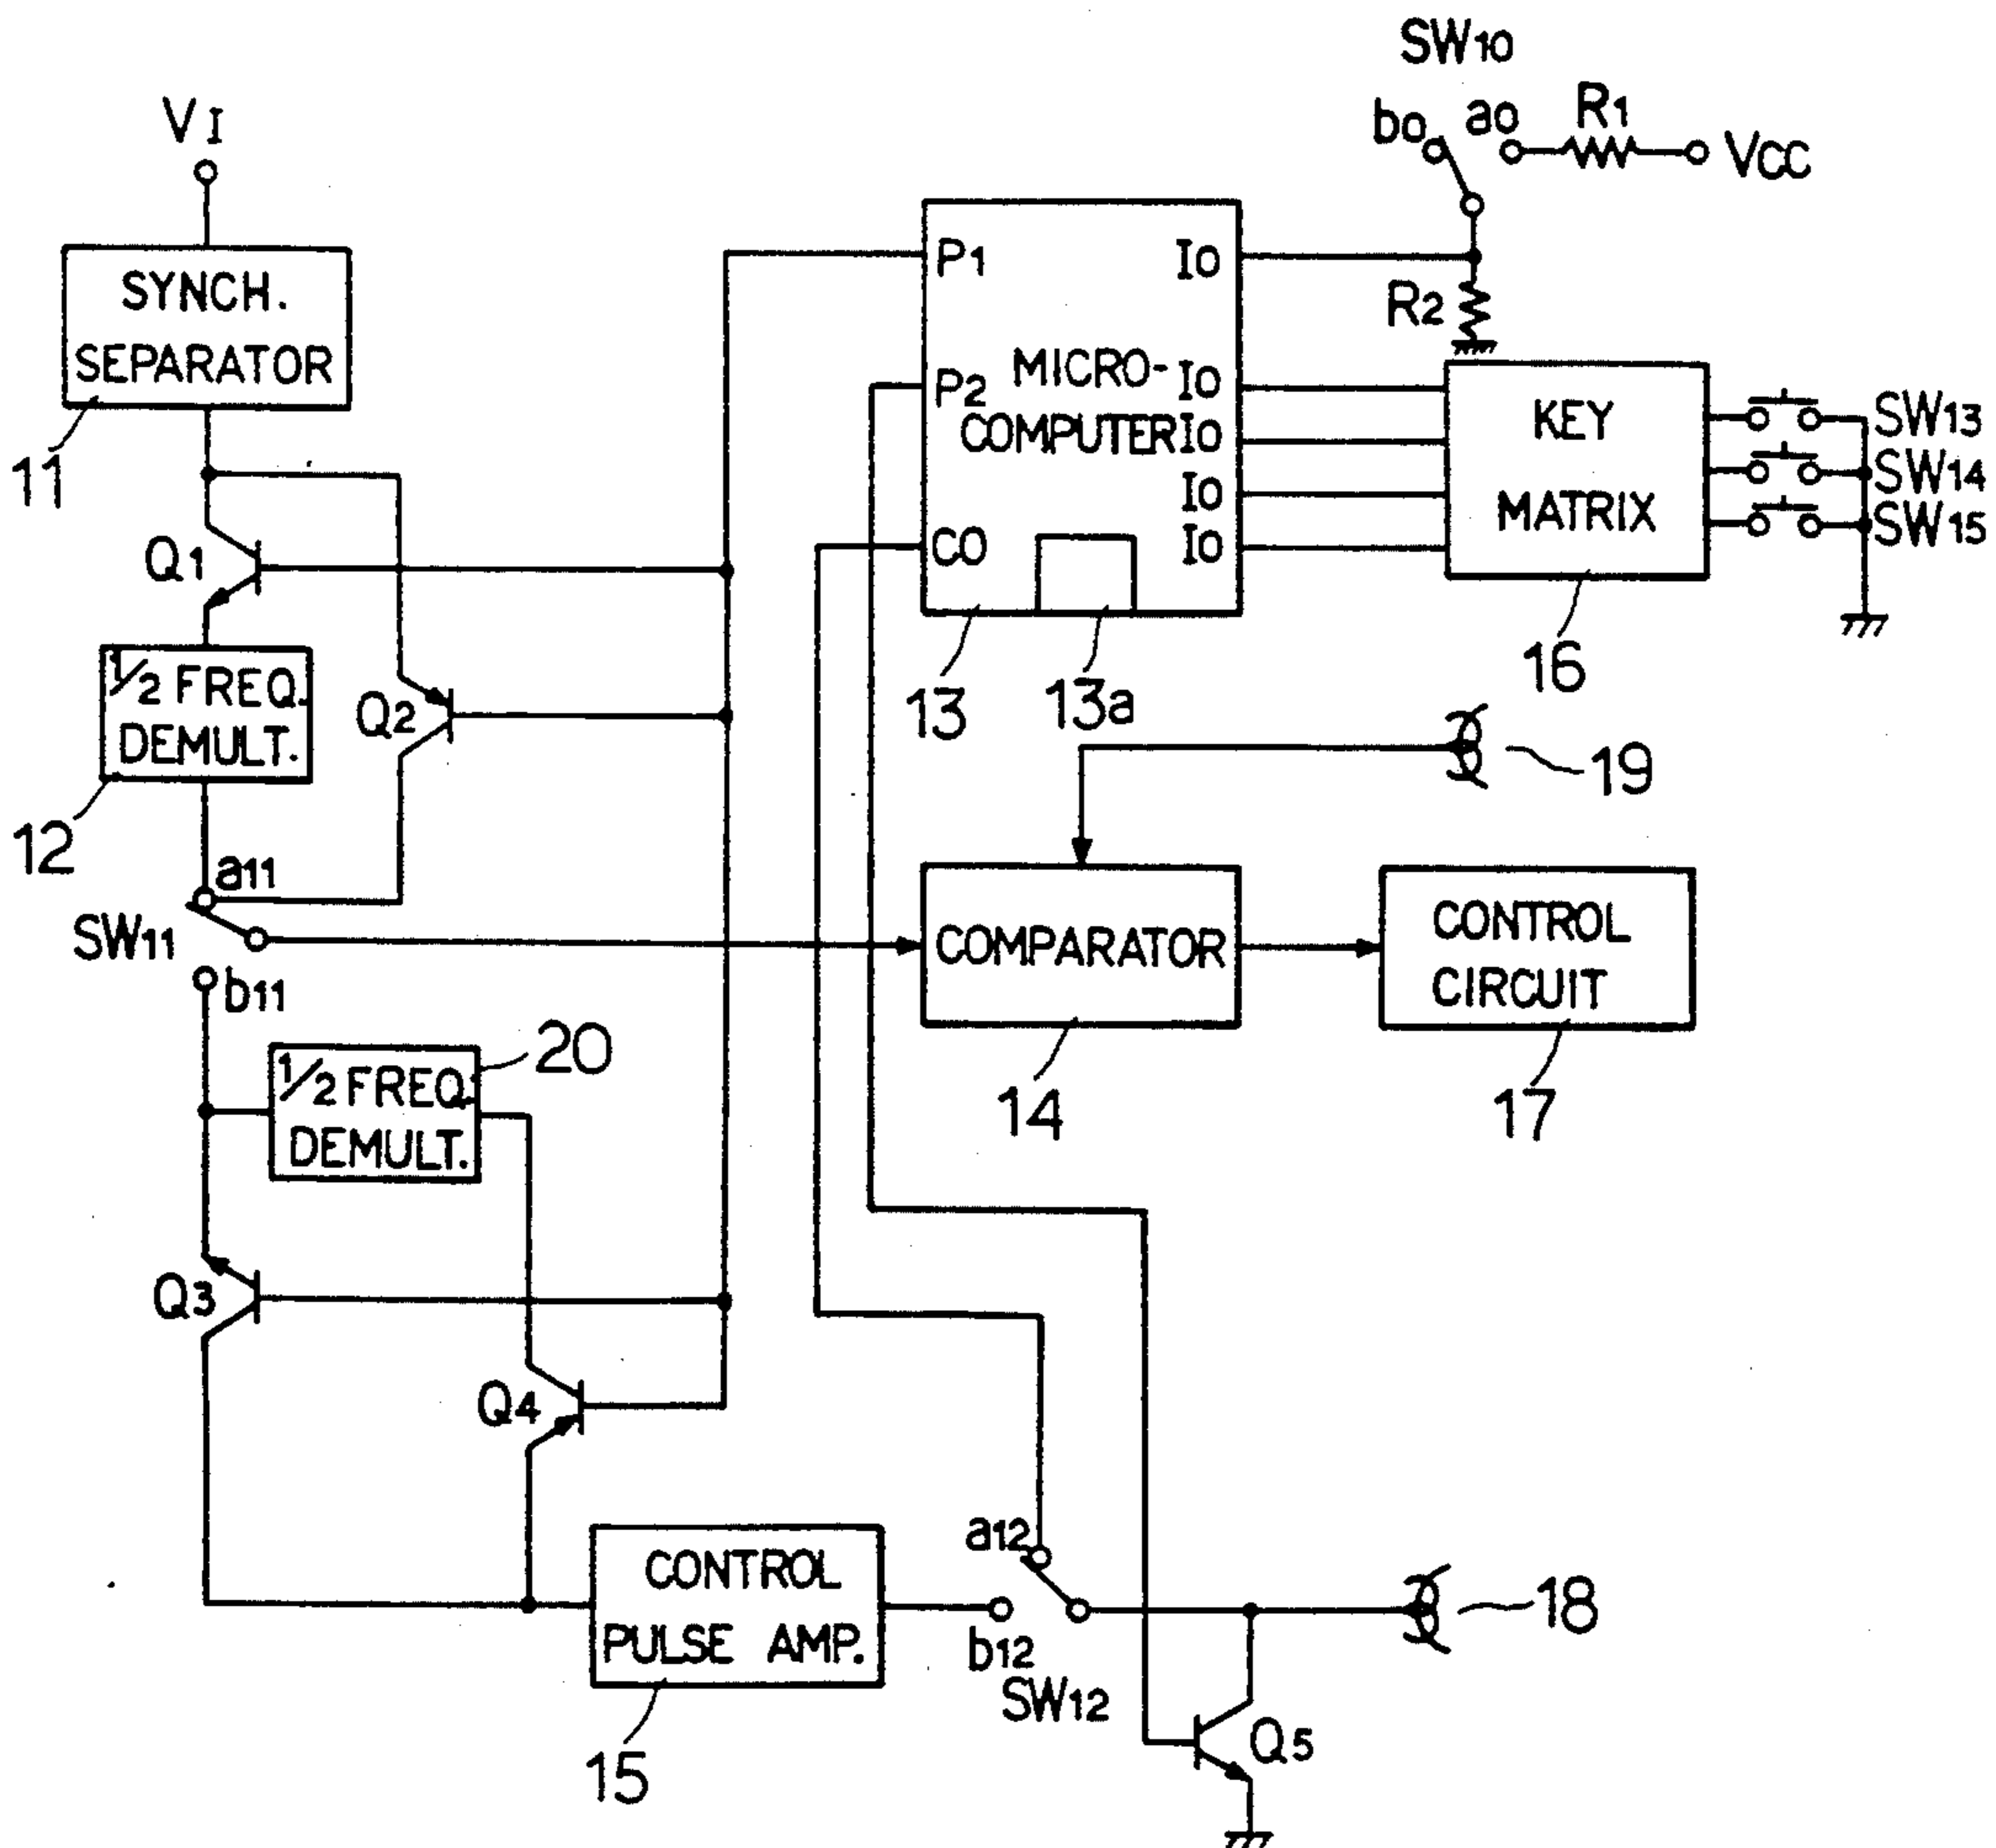 SW10
bo ao R1
VCC
VI
SYNCH.
SEPARATOR
11
P1 Io
R2
P2 MICRO- Io
COMPUTER Io
Io
CO Io
13
13a
KEY
MATRIX
16
SW13
SW14
SW15
Q1
1/2 FREQ.
DEMULT.
12
Q2
19
a11
SW11
b11
COMPARATOR
14
CONTROL
CIRCUIT
17
1/2 FREQ.
DEMULT.
20
Q3
Q4
CONTROL
PULSE AMP.
15
a12
b12
SW12
18
Q5